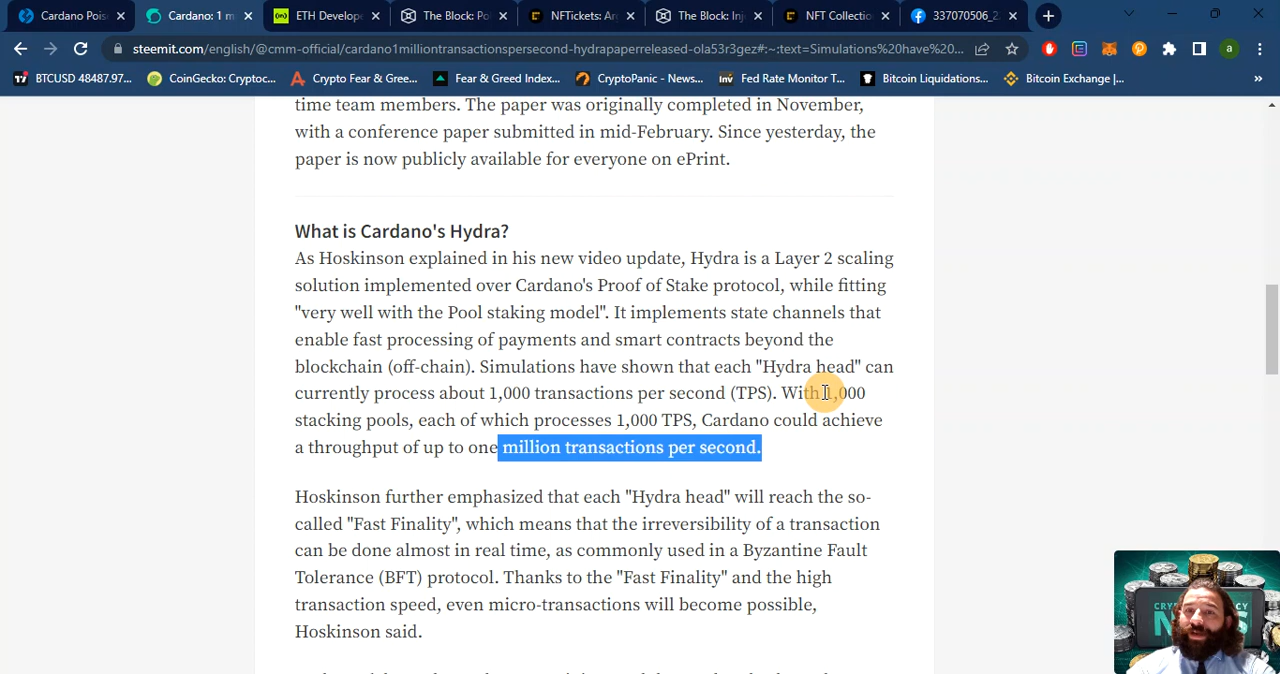 Cardano Pois
Cardano: 1 m
ETH Develop
The Block: Po
NFTickets: A
The Block: Inj
NFT Collectio
337070506_2
steemit.com/english/@cmm-official/cardano1milliontransactionspersecond-hydrapaperreleased-ola53r3gez#:~:text=Simulations%20have%20...
a
BTCUSD 48487.97...
CoinGecko: Cryptoc...
Crypto Fear & Gree...
Fear & Greed Index...
CryptoPanic - News...
Inv
Fed Rate Monitor T...
Bitcoin Liquidations...
Bitcoin Exchange |...
»
time team members. The paper was originally completed in November,
with a conference paper submitted in mid-February. Since yesterday, the
paper is now publicly available for everyone on ePrint.
What is Cardano's Hydra?
As Hoskinson explained in his new video update, Hydra is a Layer 2 scaling
solution implemented over Cardano's Proof of Stake protocol, while fitting
"very well with the Pool staking model". It implements state channels that
enable fast processing of payments and smart contracts beyond the
blockchain (off-chain). Simulations have shown that each "Hydra head" can
currently process about 1,000 transactions per second (TPS). With 1,000
stacking pools, each of which processes 1,000 TPS, Cardano could achieve
a throughput of up to one million transactions per second.
Hoskinson further emphasized that each "Hydra head" will reach the so-
called "Fast Finality", which means that the irreversibility of a transaction
can be done almost in real time, as commonly used in a Byzantine Fault
Tolerance (BFT) protocol. Thanks to the "Fast Finality" and the high
transaction speed, even micro-transactions will become possible,
Hoskinson said.